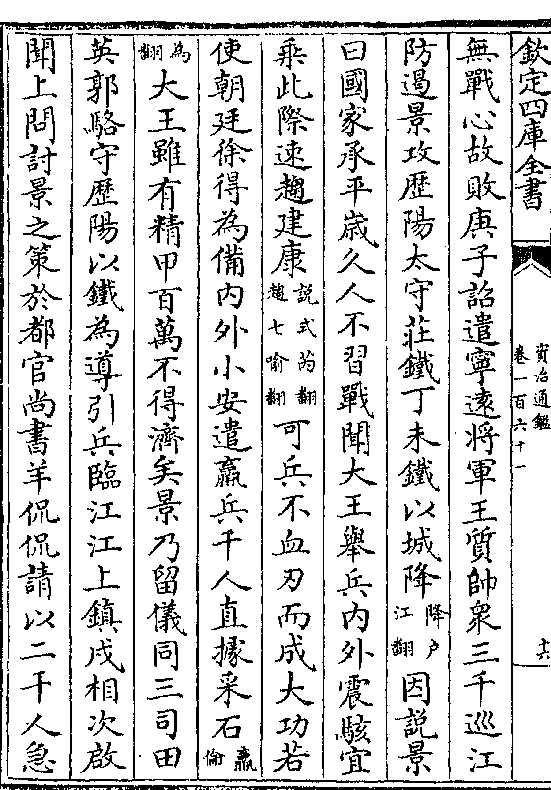 欽定四庫全書
資治通鑑
卷一百六十一
十六
無戰心故敗庚子詔遣寧遠將軍王質帥衆三千巡江
防遏景攻歷陽太守莊鐵丁未鐵以城降降户江翻因説景
曰國家承平歲久人不習戰聞大王舉兵內外震駭宜
乘此際速趨建康説式芮翻趨七喻翻可兵不血刃而成大功若
使朝廷徐得為備內外小安遣羸兵千人直據采石羸倫
為翻大王雖有精甲百萬不得濟矣景乃留儀同三司田
英郭駱守歷陽以鐵為導引兵臨江江上鎮戍相次啟
聞上問討景之策於都官尚書羊侃侃請以二千人急